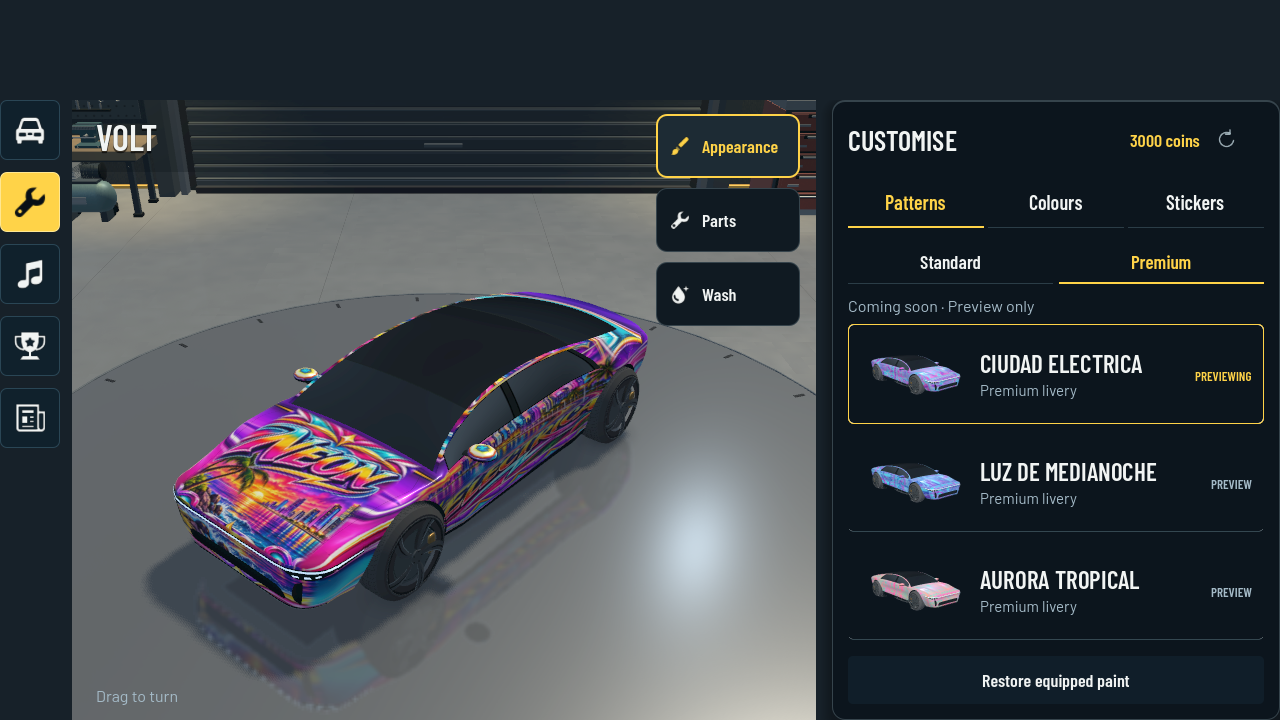 VOLT
Appearance
Parts
Wash
NEON
Drag to turn
CUSTOMISE
3000 coins
Patterns
Colours
Stickers
Standard
Premium
Coming soon · Preview only
CIUDAD ELECTRICA
Premium livery
PREVIEWING
LUZ DE MEDIANOCHE
Premium livery
PREVIEW
AURORA TROPICAL
Premium livery
PREVIEW
Restore equipped paint